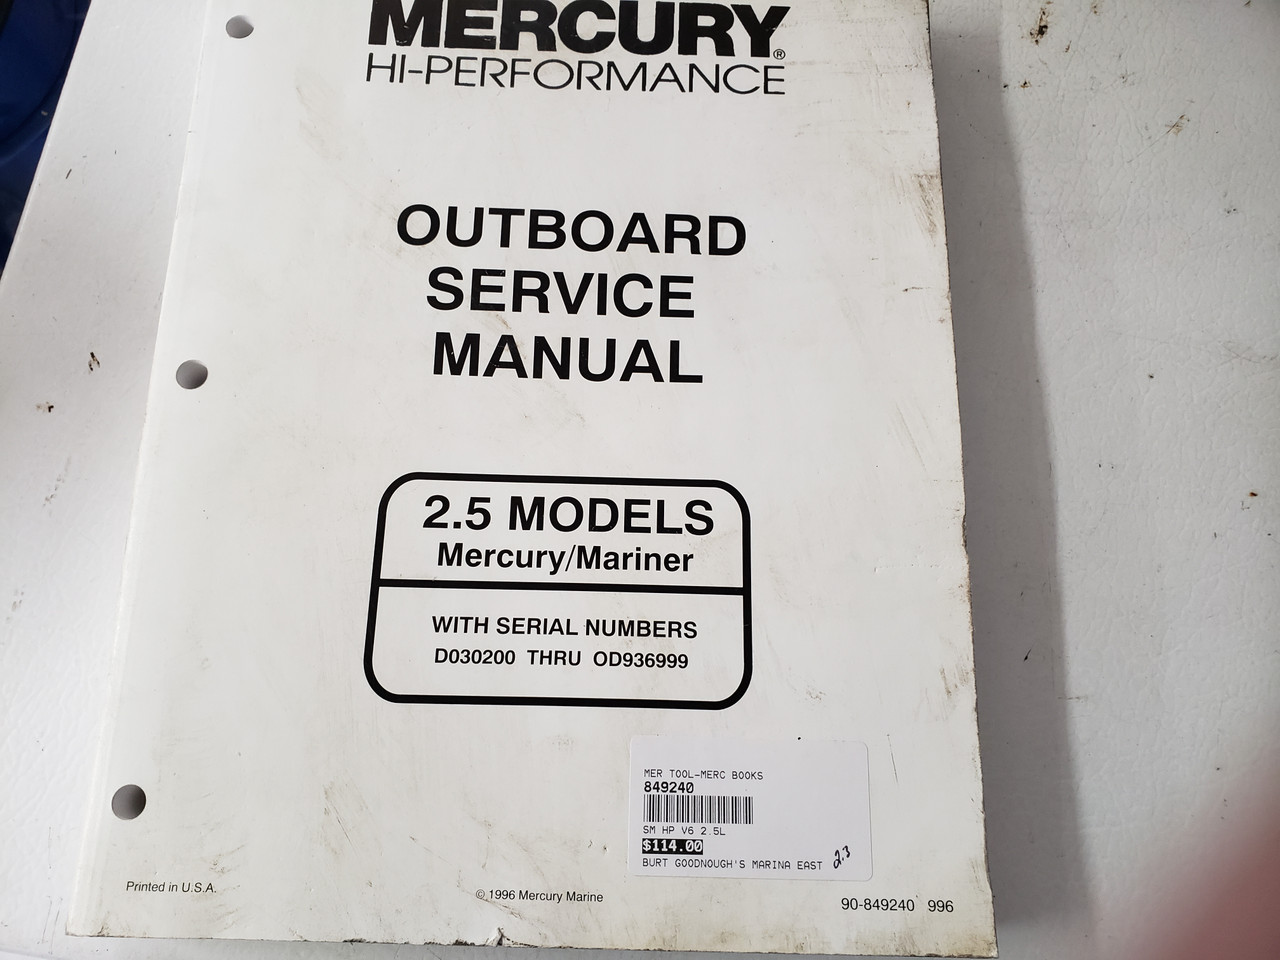 MERCURY®
HI-PERFORMANCE
OUTBOARD
SERVICE
MANUAL
2.5 MODELS
Mercury/Mariner
WITH SERIAL NUMBERS
D030200 THRU OD936999
MER TOOL-MERC BOOKS
849240
SM HP V6 2.5L
$114.00
BURT GOODNOUGH'S MARINA EAST
2.3
Printed in U.S.A.
© 1996 Mercury Marine
90-849240 996